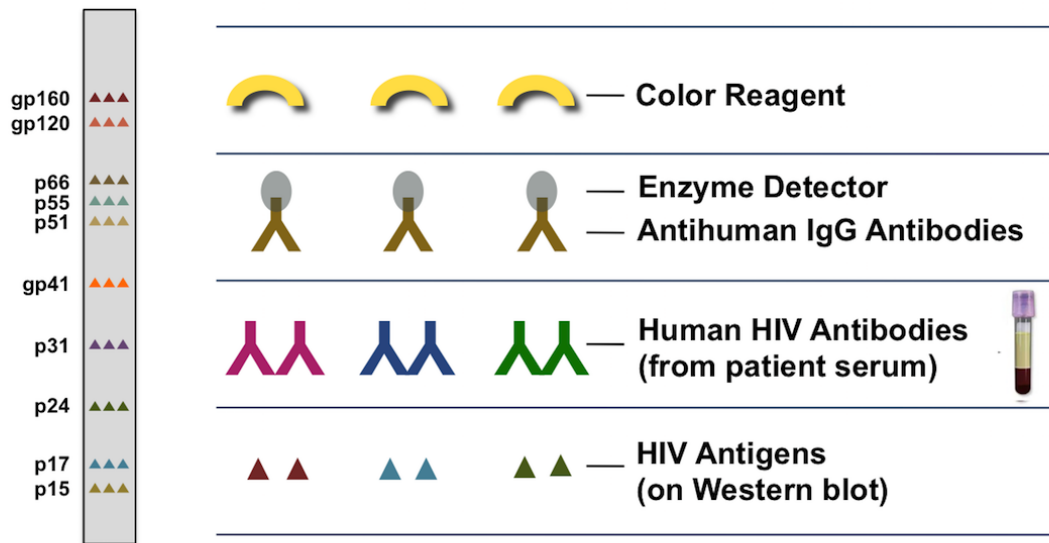 gp160
gp120
p66
p55
p51
gp41
p31
p24
p17
p15
Color Reagent
Enzyme Detector
Antihuman IgG Antibodies
Human HIV Antibodies
(from patient serum)
HIV Antigens
(on Western blot)